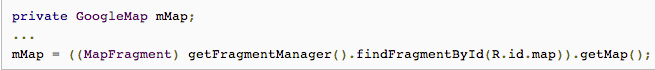 private GoogleMap mMap;
...
mMap = ((MapFragment) getFragmentManager().findFragmentById(R.id.map)).getMap();